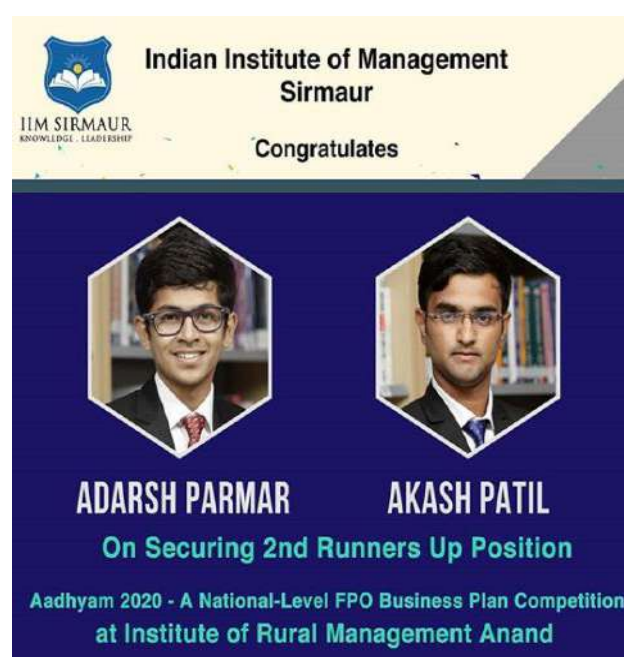 Indian Institute of Management
Sirmaur
IIM SIRMAUR
KNOWLEDGE . LEADERSHIP
Congratulates
ADARSH PARMAR
AKASH PATIL
On Securing 2nd Runners Up Position
Aadhyam 2020 - A National-Level FPO Business Plan Competition
at Institute of Rural Management Anand